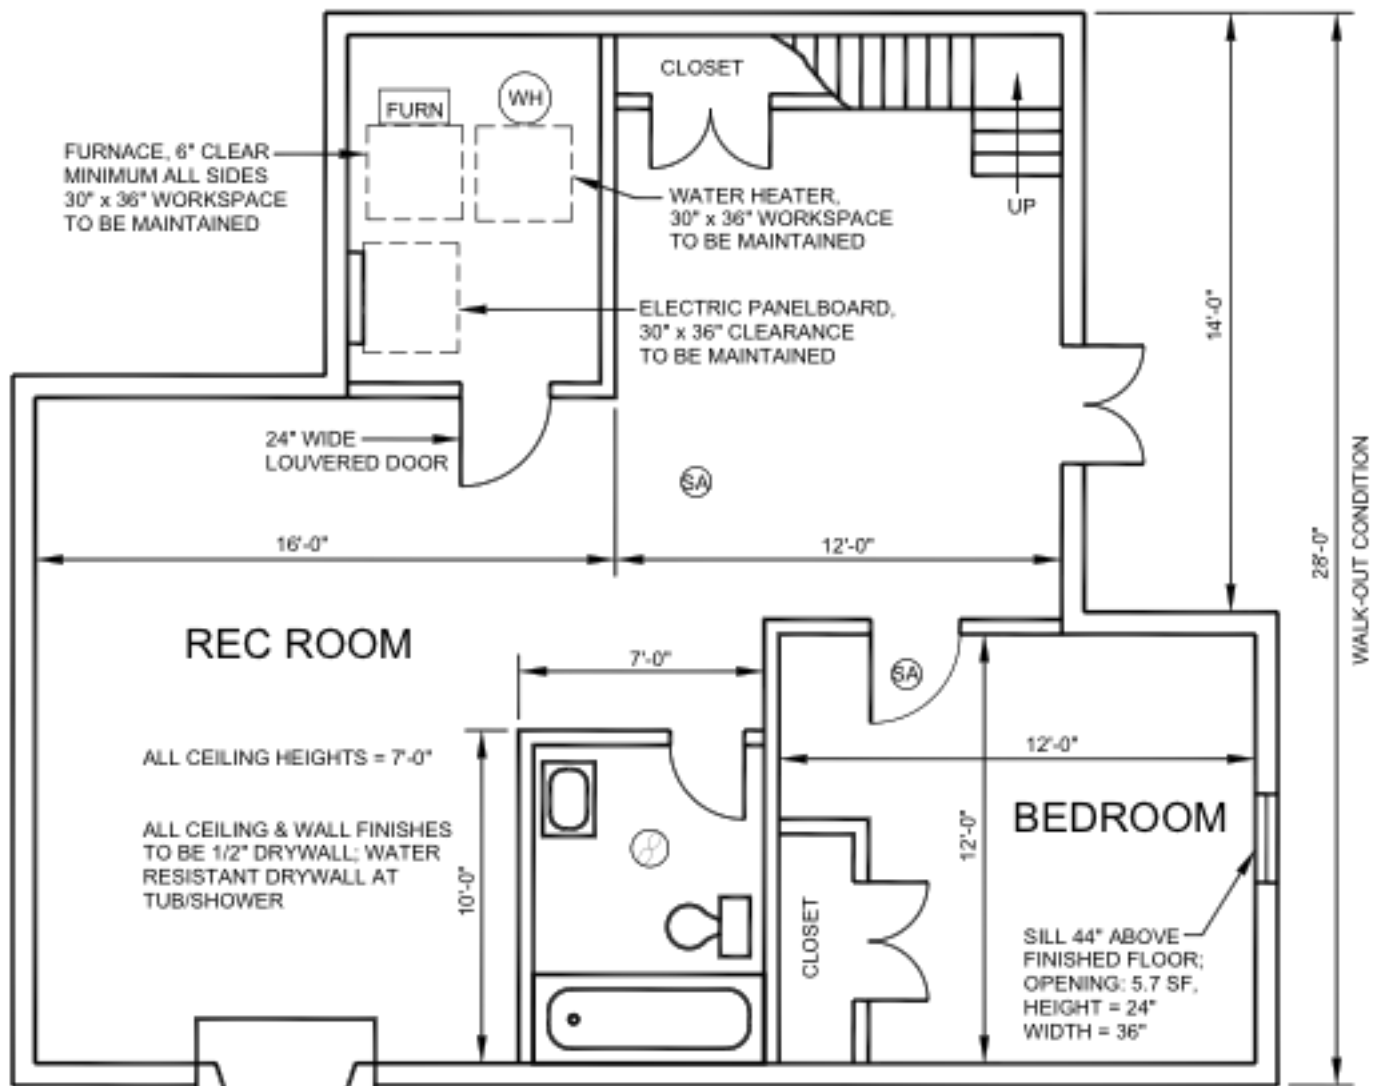 CLOSET
FURN
WH
FURNACE, 6" CLEAR
MINIMUM ALL SIDES
30" x 36" WORKSPACE
TO BE MAINTAINED
WATER HEATER,
30" x 36" WORKSPACE
TO BE MAINTAINED
UP
ELECTRIC PANELBOARD,
30" x 36" CLEARANCE
TO BE MAINTAINED
14'-0"
24" WIDE
LOUVERED DOOR
SA
16'-0"
12'-0"
28'-0"
WALK-OUT CONDITION
REC ROOM
7'-0"
SA
12'-0"
ALL CEILING HEIGHTS = 7'-0"
BEDROOM
12'-0"
ALL CEILING & WALL FINISHES
TO BE 1/2" DRYWALL; WATER
RESISTANT DRYWALL AT
TUB/SHOWER
10'-0"
CLOSET
SILL 44" ABOVE
FINISHED FLOOR;
OPENING: 5.7 SF,
HEIGHT = 24"
WIDTH = 36"